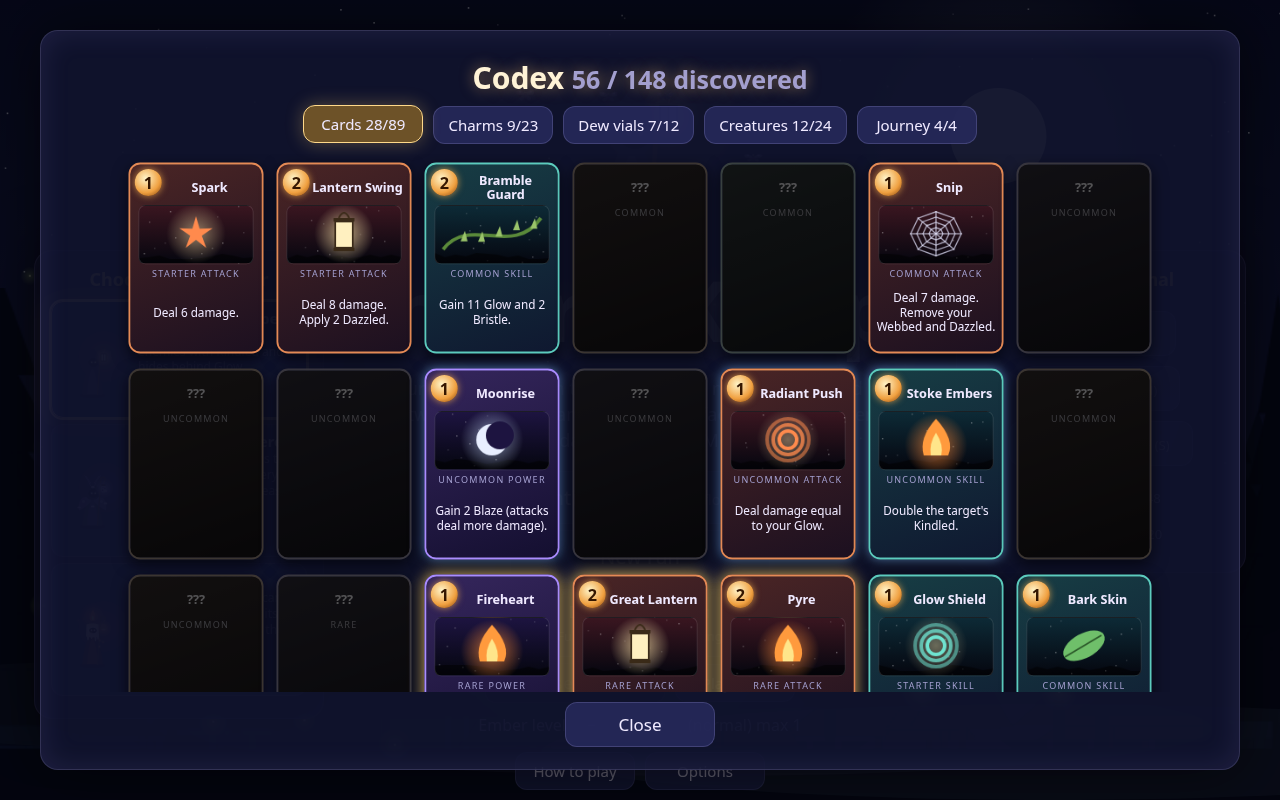 Codex 56 / 148 discovered
Cards 28/89
Charms 9/23
Dew vials 7/12
Creatures 12/24
Journey 4/4
1
Spark
STARTER ATTACK
Deal 6 damage.
2
Lantern Swing
STARTER ATTACK
Deal 8 damage.
Apply 2 Dazzled.
2
Bramble
Guard
COMMON SKILL
Gain 11 Glow and 2
Bristle.
???
COMMON
???
COMMON
1
Snip
COMMON ATTACK
Deal 7 damage.
Remove your
Webbed and Dazzled.
???
UNCOMMON
???
UNCOMMON
???
UNCOMMON
1
Moonrise
UNCOMMON POWER
Gain 2 Blaze (attacks
deal more damage).
???
UNCOMMON
1
Radiant Push
UNCOMMON ATTACK
Deal damage equal
to your Glow.
1
Stoke Embers
UNCOMMON SKILL
Double the target's
Kindled.
???
UNCOMMON
???
UNCOMMON
???
RARE
1
Fireheart
RARE POWER
2
Great Lantern
RARE ATTACK
2
Pyre
RARE ATTACK
1
Glow Shield
STARTER SKILL
1
Bark Skin
COMMON SKILL
Close
How to play
Options